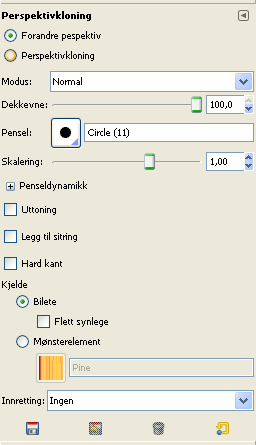 Perspektivkloning
Forandre pespektiv
Perspektivkloning
Modus: Normal
Dekkevne: 100,0
Pensel: Circle (11)
Skalering: 1,00
Penseldynamikk
Uttoning
Legg til sitring
Hard kant
Kjelde
Bilete
Flett synlege
Mønsterelement
Pine
Innretting: Ingen